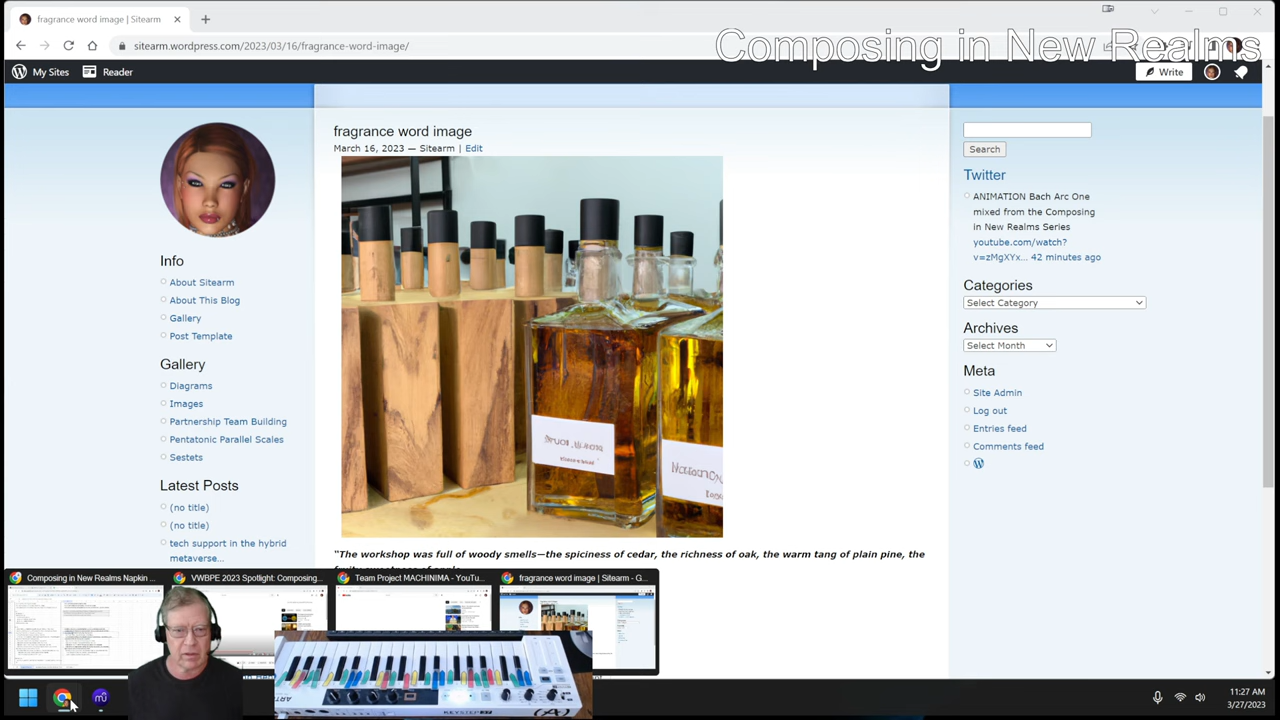 fragrance word image | Sitearm
Composing in New Realms
sitearm.wordpress.com/2023/03/16/fragrance-word-image/
My Sites
Reader
Write
fragrance word image
March 16, 2023 — Sitearm | Edit
Info
About Sitearm
About This Blog
Gallery
Post Template
Gallery
Diagrams
Images
Partnership Team Building
Pentatonic Parallel Scales
Sestets
Latest Posts
(no title)
(no title)
tech support in the hybrid
metaverse...
Search
Twitter
ANIMATION Bach Arc One
mixed from the Composing
in New Realms Series
youtube.com/watch?
v=zMgXYx... 42 minutes ago
Categories
Select Category
Archives
Select Month
Meta
Site Admin
Log out
Entries feed
Comments feed
"The workshop was full of woody smells—the spiciness of cedar, the richness of oak, the warm tang of plain pine, the
Composing in New Realms Napkin ...
VWBPE 2023 Spotlight: Composing...
Team Project MACHINIMA - YouTu...
fragrance word image | Sitearm - G...
KEYSTEP
11:27 AM
3/27/2023